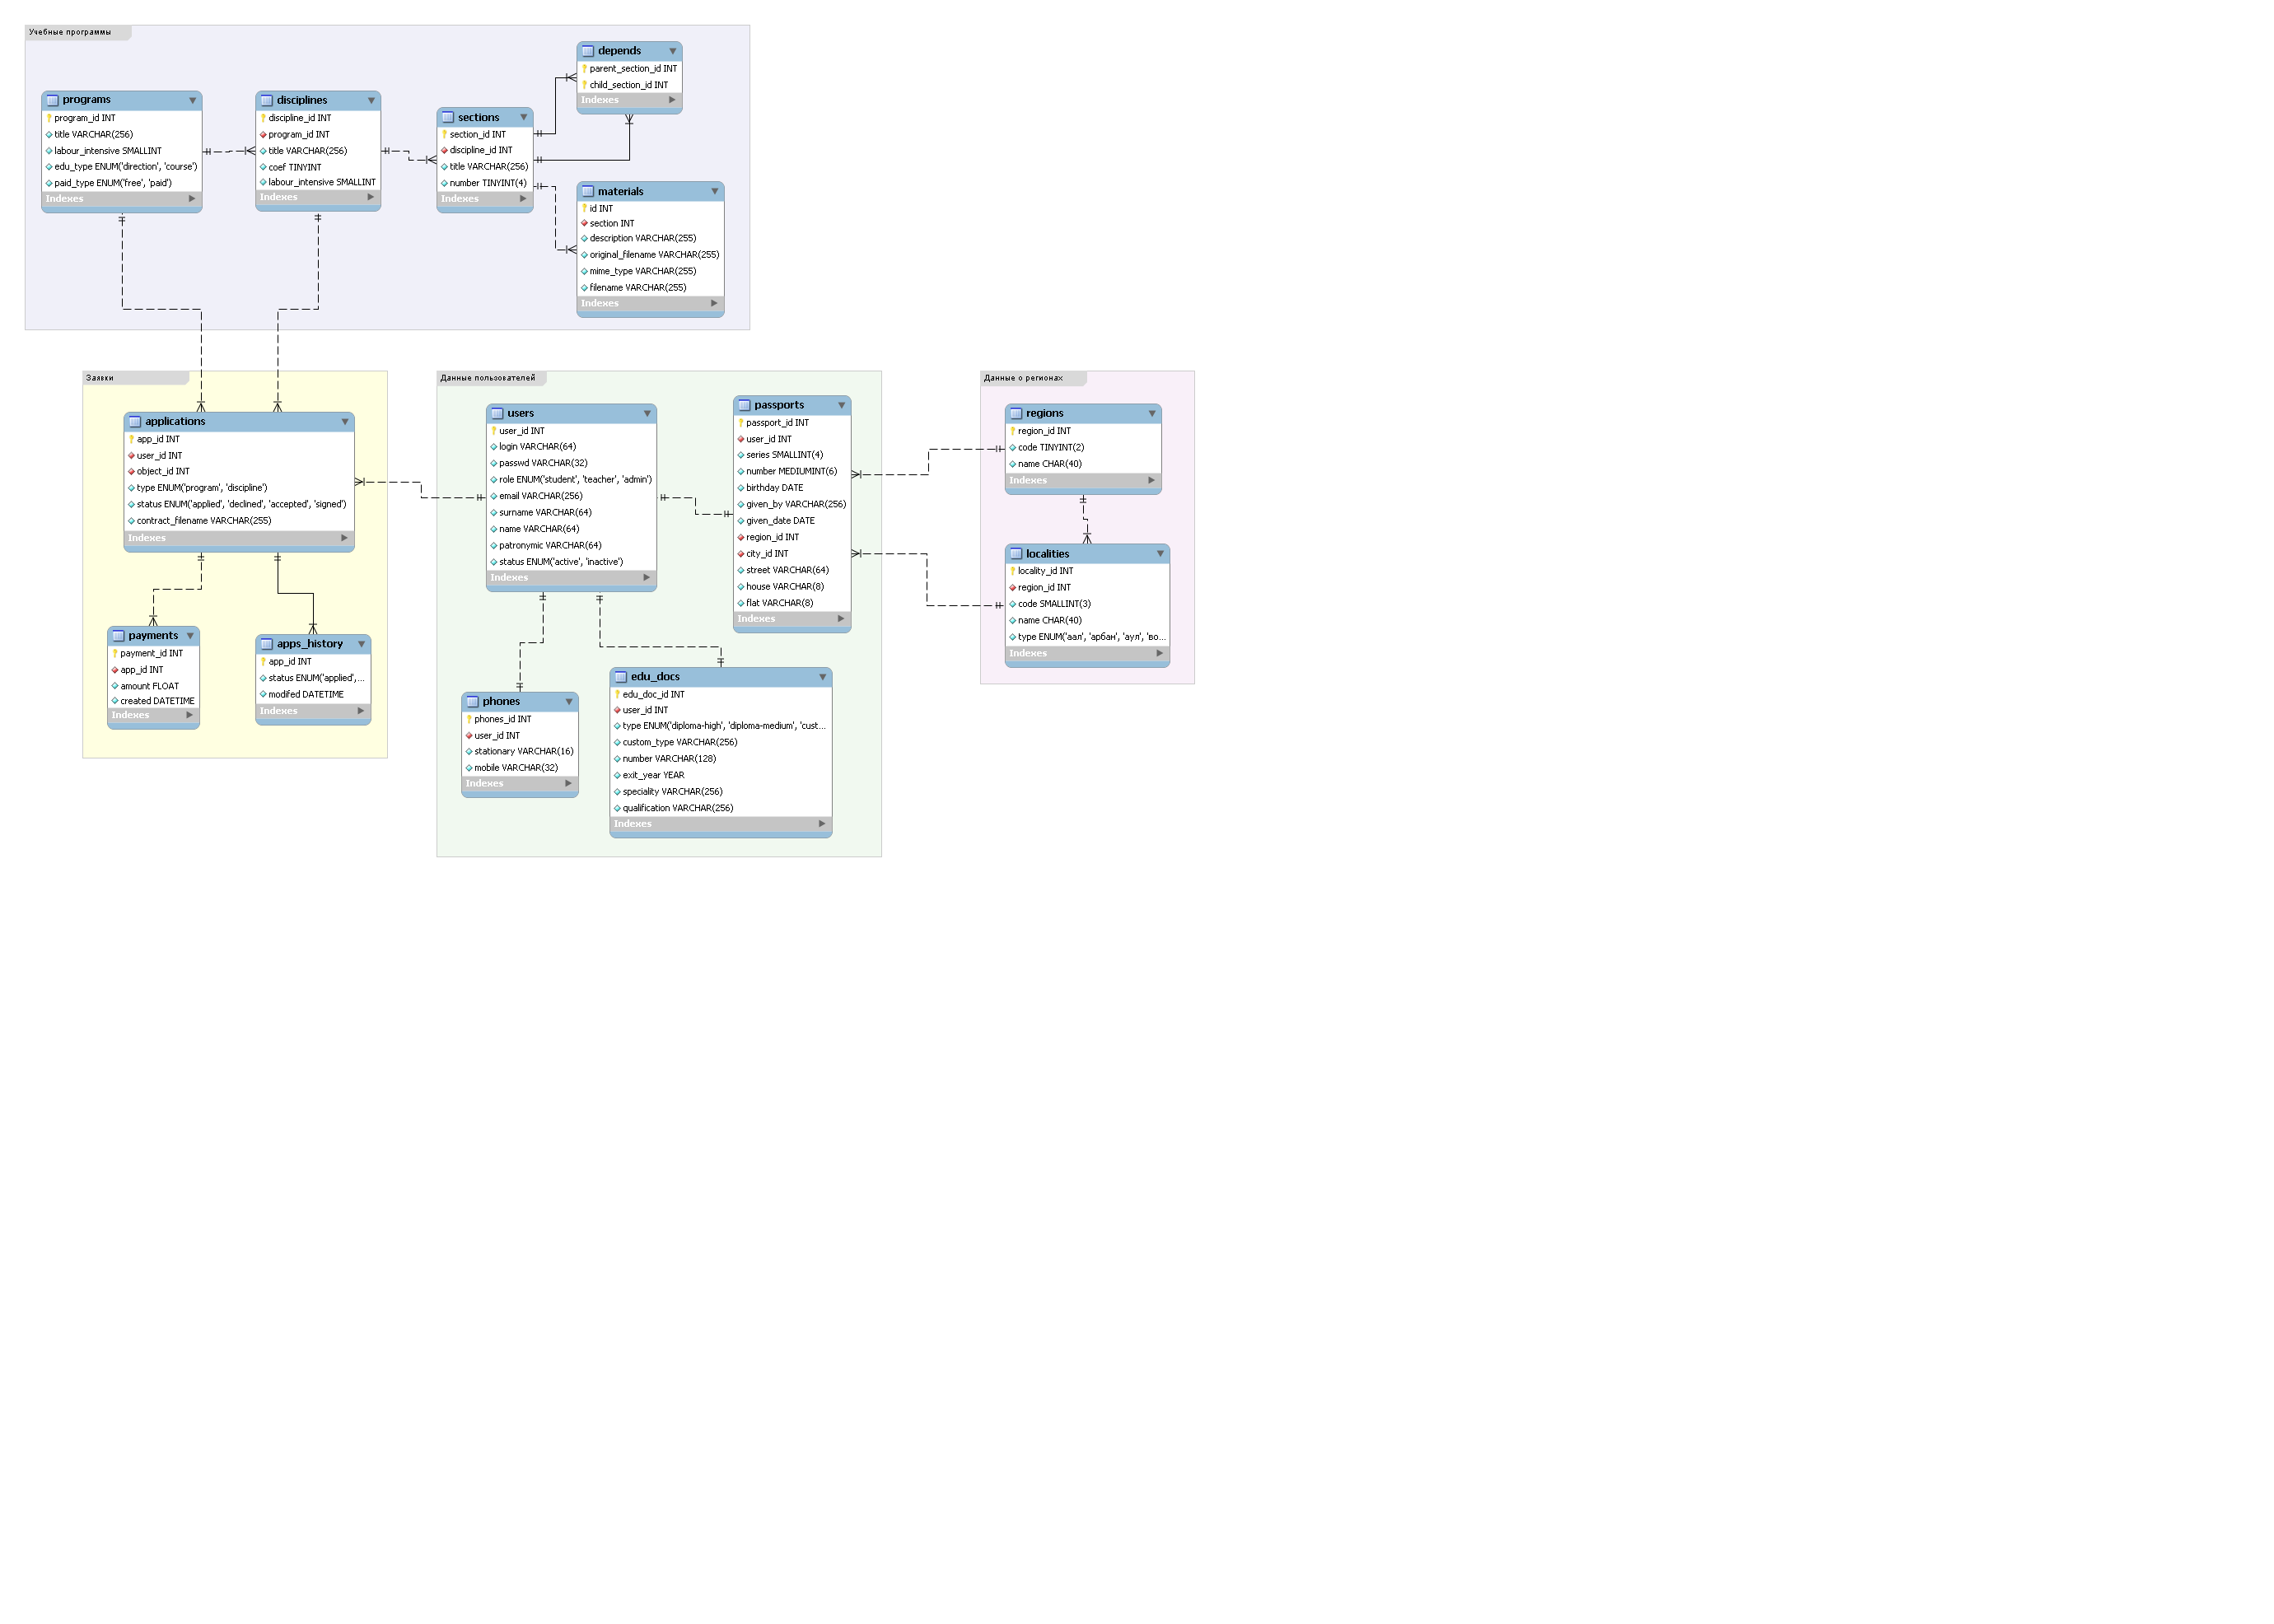 Учебные программы
programs
program_id INT
title VARCHAR(256)
labour_intensive SMALLINT
edu_type ENUM('direction', 'course')
paid_type ENUM('free', 'paid')
Indexes
disciplines
discipline_id INT
program_id INT
title VARCHAR(256)
coef TINYINT
labour_intensive SMALLINT
Indexes
sections
section_id INT
discipline_id INT
title VARCHAR(256)
number TINYINT(4)
Indexes
depends
parent_section_id INT
child_section_id INT
Indexes
materials
id INT
section INT
description VARCHAR(255)
original_filename VARCHAR(255)
mime_type VARCHAR(255)
filename VARCHAR(255)
Indexes
Заявки
applications
app_id INT
user_id INT
object_id INT
type ENUM('program', 'discipline')
status ENUM('applied', 'declined', 'accepted', 'signed')
contract_filename VARCHAR(255)
Indexes
payments
payment_id INT
app_id INT
amount FLOAT
created DATETIME
Indexes
apps_history
app_id INT
status ENUM('applied',...
modifed DATETIME
Indexes
Данные пользователей
users
user_id INT
login VARCHAR(64)
passwd VARCHAR(32)
role ENUM('student', 'teacher', 'admin')
email VARCHAR(256)
surname VARCHAR(64)
name VARCHAR(64)
patronymic VARCHAR(64)
status ENUM('active', 'inactive')
Indexes
passports
passport_id INT
user_id INT
series SMALLINT(4)
number MEDIUMINT(6)
birthday DATE
given_by VARCHAR(256)
given_date DATE
region_id INT
city_id INT
street VARCHAR(64)
house VARCHAR(8)
flat VARCHAR(8)
Indexes
phones
phones_id INT
user_id INT
stationary VARCHAR(16)
mobile VARCHAR(32)
Indexes
edu_docs
edu_doc_id INT
user_id INT
type ENUM('diploma-high', 'diploma-medium', 'cust...
custom_type VARCHAR(256)
number VARCHAR(128)
exit_year YEAR
speciality VARCHAR(256)
qualification VARCHAR(256)
Indexes
Данные о регионах
regions
region_id INT
code TINYINT(2)
name CHAR(40)
Indexes
localities
locality_id INT
region_id INT
code SMALLINT(3)
name CHAR(40)
type ENUM('аал', 'арбан', 'аул', 'во...
Indexes